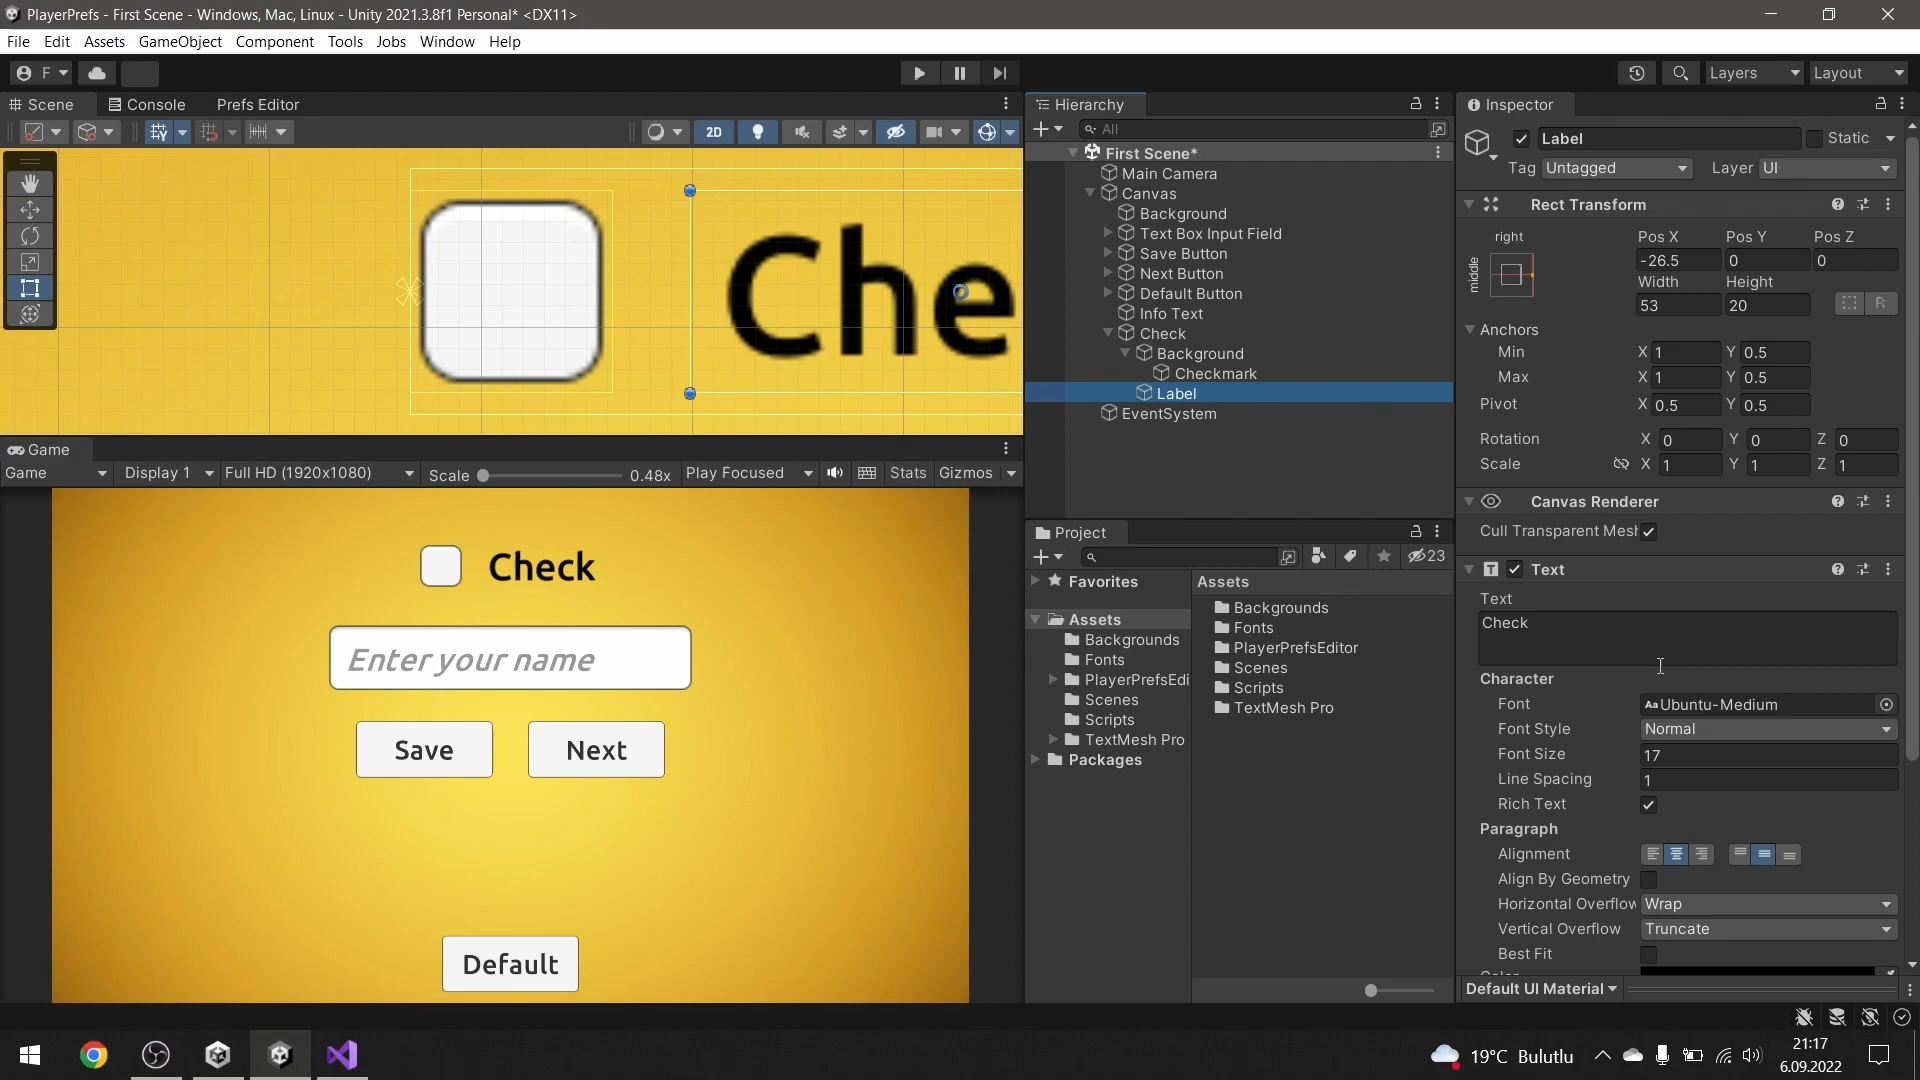 PlayerPrefs - First Scene - Windows, Mac, Linux - Unity 2021.3.8f1 Personal* <DX11>
File Edit Assets GameObject Component Tools Jobs Window Help
F Layers Layout
Scene Console Prefs Editor
2D
Che
Game
Game Display 1 Full HD (1920x1080) Scale 0.48x Play Focused Stats Gizmos
Check
Enter your name
Save Next
Default
Hierarchy
All
First Scene*
Main Camera
Canvas
Background
Text Box Input Field
Save Button
Next Button
Default Button
Info Text
Check
Background
Checkmark
Label
EventSystem
Project
23
Favorites
Assets
Backgrounds
Fonts
PlayerPrefsEdi
Scenes
Scripts
TextMesh Pro
Packages
Assets
Backgrounds
Fonts
PlayerPrefsEditor
Scenes
Scripts
TextMesh Pro
Inspector
Label Static
Tag Untagged Layer UI
Rect Transform
right
middle
Pos X Pos Y Pos Z
-26.5 0 0
Width Height
53 20 R
Anchors
Min X 1 Y 0.5
Max X 1 Y 0.5
Pivot X 0.5 Y 0.5
Rotation X 0 Y 0 Z 0
Scale X 1 Y 1 Z 1
Canvas Renderer
Cull Transparent Mesh
Text
Text
Check
Character
Font Aa Ubuntu-Medium
Font Style Normal
Font Size 17
Line Spacing 1
Rich Text
Paragraph
Alignment
Align By Geometry
Horizontal Overflow Wrap
Vertical Overflow Truncate
Best Fit
Color
Default UI Material
19°C Bulutlu
21:17
6.09.2022